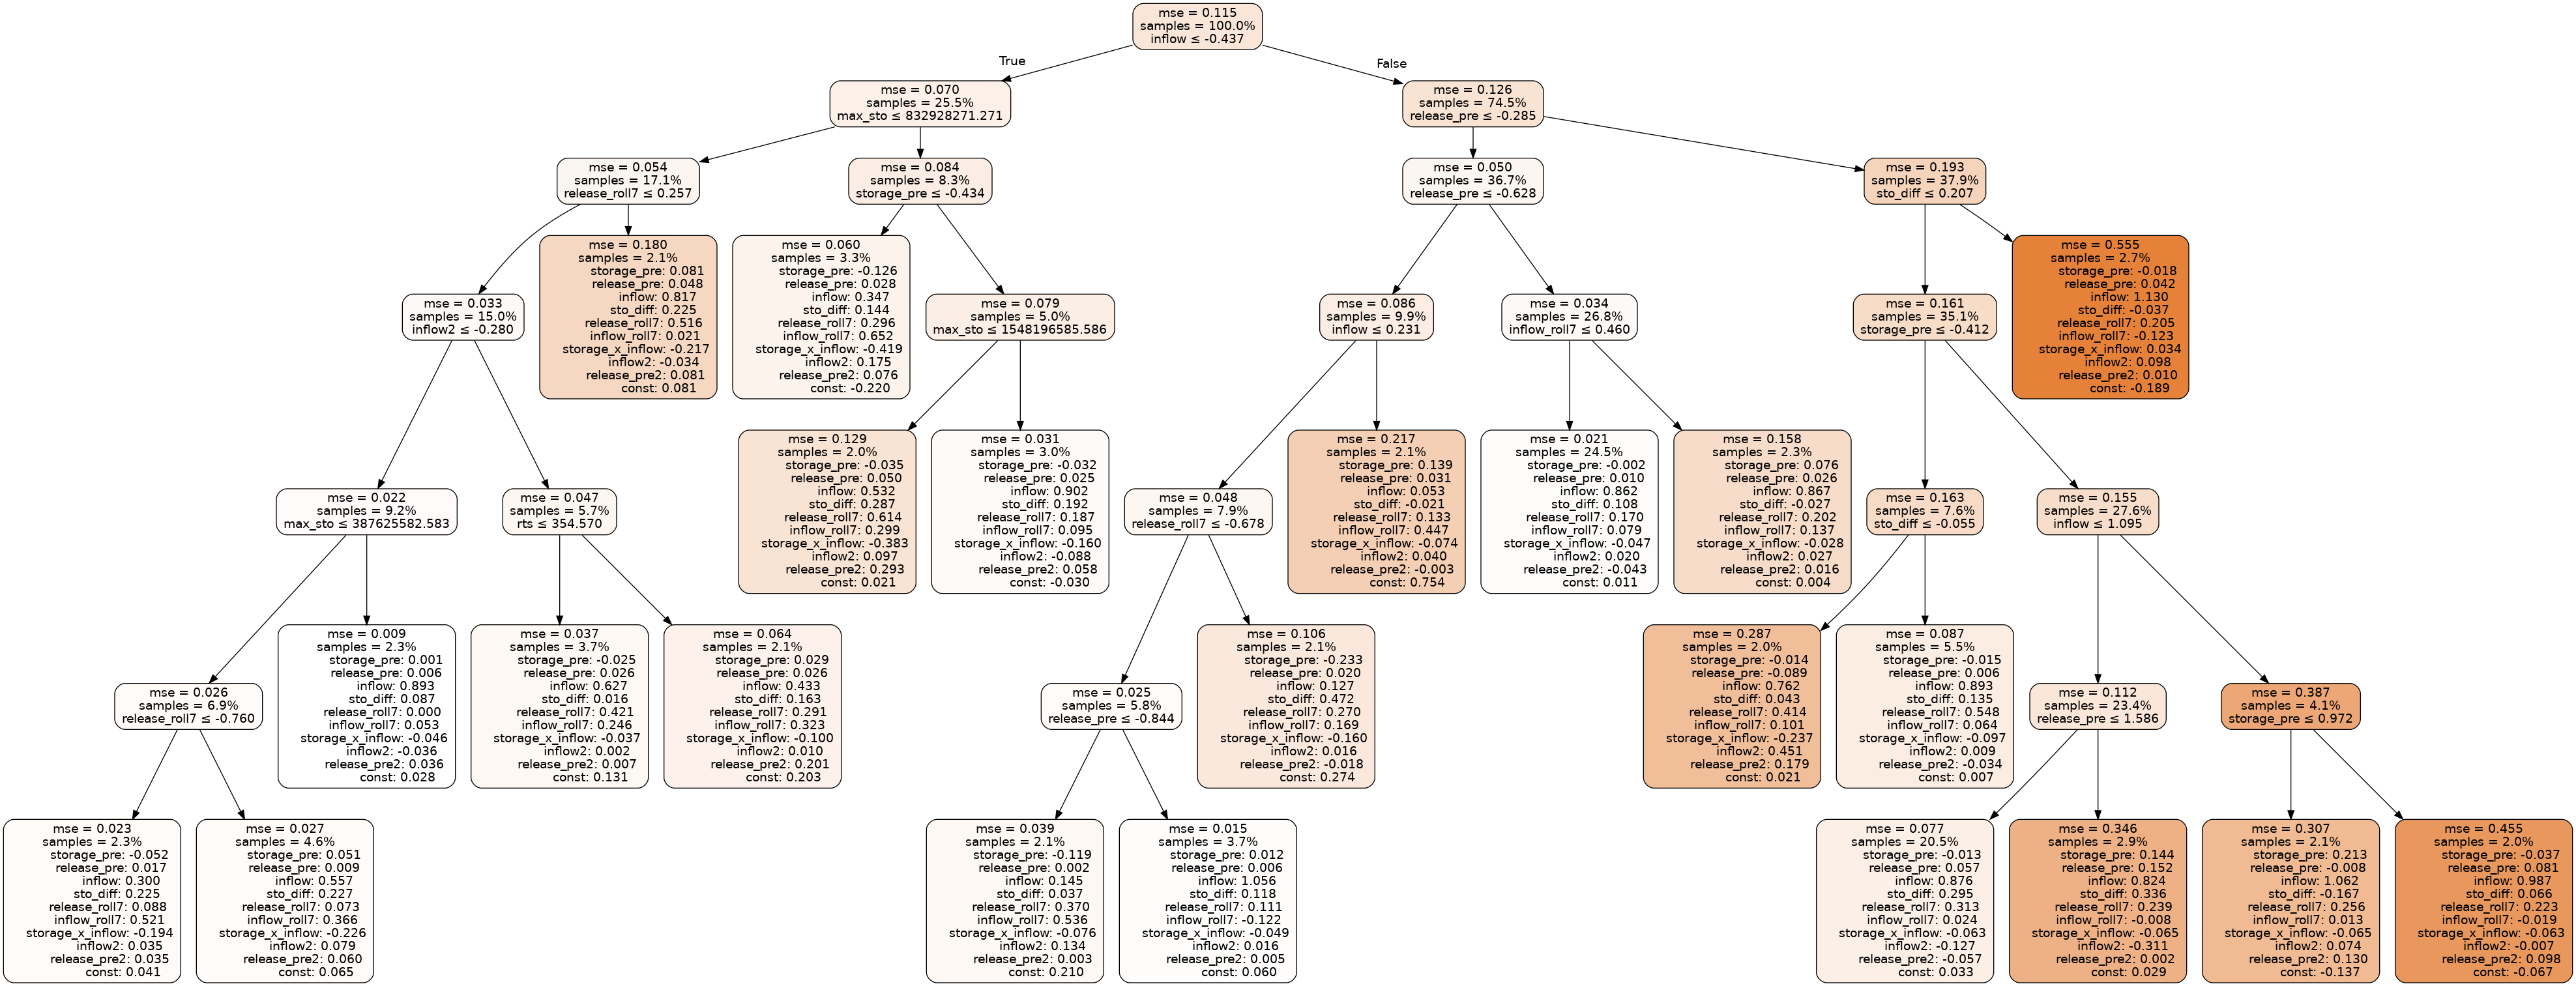 mse = 0.115
samples = 100.0%
inflow ≤ -0.437
True
False
mse = 0.070
samples = 25.5%
max_sto ≤ 832928271.271
mse = 0.126
samples = 74.5%
release_pre ≤ -0.285
mse = 0.054
samples = 17.1%
release_roll7 ≤ 0.257
mse = 0.084
samples = 8.3%
storage_pre ≤ -0.434
mse = 0.050
samples = 36.7%
release_pre ≤ -0.628
mse = 0.193
samples = 37.9%
sto_diff ≤ 0.207
mse = 0.033
samples = 15.0%
inflow2 ≤ -0.280
mse = 0.180
samples = 2.1%
storage_pre: 0.081
release_pre: 0.048
inflow: 0.817
sto_diff: 0.225
release_roll7: 0.516
inflow_roll7: 0.021
storage_x_inflow: -0.217
inflow2: -0.034
release_pre2: 0.081
const: 0.081
mse = 0.060
samples = 3.3%
storage_pre: -0.126
release_pre: 0.028
inflow: 0.347
sto_diff: 0.144
release_roll7: 0.296
inflow_roll7: 0.652
storage_x_inflow: -0.419
inflow2: 0.175
release_pre2: 0.076
const: -0.220
mse = 0.079
samples = 5.0%
max_sto ≤ 1548196585.586
mse = 0.086
samples = 9.9%
inflow ≤ 0.231
mse = 0.034
samples = 26.8%
inflow_roll7 ≤ 0.460
mse = 0.161
samples = 35.1%
storage_pre ≤ -0.412
mse = 0.555
samples = 2.7%
storage_pre: -0.018
release_pre: 0.042
inflow: 1.130
sto_diff: -0.037
release_roll7: 0.205
inflow_roll7: -0.123
storage_x_inflow: 0.034
inflow2: 0.098
release_pre2: 0.010
const: -0.189
mse = 0.022
samples = 9.2%
max_sto ≤ 387625582.583
mse = 0.047
samples = 5.7%
rts ≤ 354.570
mse = 0.129
samples = 2.0%
storage_pre: -0.035
release_pre: 0.050
inflow: 0.532
sto_diff: 0.287
release_roll7: 0.614
inflow_roll7: 0.299
storage_x_inflow: -0.383
inflow2: 0.097
release_pre2: 0.293
const: 0.021
mse = 0.031
samples = 3.0%
storage_pre: -0.032
release_pre: 0.025
inflow: 0.902
sto_diff: 0.192
release_roll7: 0.187
inflow_roll7: 0.095
storage_x_inflow: -0.160
inflow2: -0.088
release_pre2: 0.058
const: -0.030
mse = 0.048
samples = 7.9%
release_roll7 ≤ -0.678
mse = 0.217
samples = 2.1%
storage_pre: 0.139
release_pre: 0.031
inflow: 0.053
sto_diff: -0.021
release_roll7: 0.133
inflow_roll7: 0.447
storage_x_inflow: -0.074
inflow2: 0.040
release_pre2: -0.003
const: 0.754
mse = 0.021
samples = 24.5%
storage_pre: -0.002
release_pre: 0.010
inflow: 0.862
sto_diff: 0.108
release_roll7: 0.170
inflow_roll7: 0.079
storage_x_inflow: -0.047
inflow2: 0.020
release_pre2: -0.043
const: 0.011
mse = 0.158
samples = 2.3%
storage_pre: 0.076
release_pre: 0.026
inflow: 0.867
sto_diff: -0.027
release_roll7: 0.202
inflow_roll7: 0.137
storage_x_inflow: -0.028
inflow2: 0.027
release_pre2: 0.016
const: 0.004
mse = 0.163
samples = 7.6%
sto_diff ≤ -0.055
mse = 0.155
samples = 27.6%
inflow ≤ 1.095
mse = 0.026
samples = 6.9%
release_roll7 ≤ -0.760
mse = 0.009
samples = 2.3%
storage_pre: 0.001
release_pre: 0.006
inflow: 0.893
sto_diff: 0.087
release_roll7: 0.000
inflow_roll7: 0.053
storage_x_inflow: -0.046
inflow2: -0.036
release_pre2: 0.036
const: 0.028
mse = 0.037
samples = 3.7%
storage_pre: -0.025
release_pre: 0.026
inflow: 0.627
sto_diff: 0.016
release_roll7: 0.421
inflow_roll7: 0.246
storage_x_inflow: -0.037
inflow2: 0.002
release_pre2: 0.007
const: 0.131
mse = 0.064
samples = 2.1%
storage_pre: 0.029
release_pre: 0.026
inflow: 0.433
sto_diff: 0.163
release_roll7: 0.291
inflow_roll7: 0.323
storage_x_inflow: -0.100
inflow2: 0.010
release_pre2: 0.201
const: 0.203
mse = 0.025
samples = 5.8%
release_pre ≤ -0.844
mse = 0.106
samples = 2.1%
storage_pre: -0.233
release_pre: 0.020
inflow: 0.127
sto_diff: 0.472
release_roll7: 0.270
inflow_roll7: 0.169
storage_x_inflow: -0.160
inflow2: 0.016
release_pre2: -0.018
const: 0.274
mse = 0.287
samples = 2.0%
storage_pre: -0.014
release_pre: -0.089
inflow: 0.762
sto_diff: 0.043
release_roll7: 0.414
inflow_roll7: 0.101
storage_x_inflow: -0.237
inflow2: 0.451
release_pre2: 0.179
const: 0.021
mse = 0.087
samples = 5.5%
storage_pre: -0.015
release_pre: 0.006
inflow: 0.893
sto_diff: 0.135
release_roll7: 0.548
inflow_roll7: 0.064
storage_x_inflow: -0.097
inflow2: 0.009
release_pre2: -0.034
const: 0.007
mse = 0.112
samples = 23.4%
release_pre ≤ 1.586
mse = 0.387
samples = 4.1%
storage_pre ≤ 0.972
mse = 0.023
samples = 2.3%
storage_pre: -0.052
release_pre: 0.017
inflow: 0.300
sto_diff: 0.225
release_roll7: 0.088
inflow_roll7: 0.521
storage_x_inflow: -0.194
inflow2: 0.035
release_pre2: 0.035
const: 0.041
mse = 0.027
samples = 4.6%
storage_pre: 0.051
release_pre: 0.009
inflow: 0.557
sto_diff: 0.227
release_roll7: 0.073
inflow_roll7: 0.366
storage_x_inflow: -0.226
inflow2: 0.079
release_pre2: 0.060
const: 0.065
mse = 0.039
samples = 2.1%
storage_pre: -0.119
release_pre: 0.002
inflow: 0.145
sto_diff: 0.037
release_roll7: 0.370
inflow_roll7: 0.536
storage_x_inflow: -0.076
inflow2: 0.134
release_pre2: 0.003
const: 0.210
mse = 0.015
samples = 3.7%
storage_pre: 0.012
release_pre: 0.006
inflow: 1.056
sto_diff: 0.118
release_roll7: 0.111
inflow_roll7: -0.122
storage_x_inflow: -0.049
inflow2: 0.016
release_pre2: 0.005
const: 0.060
mse = 0.077
samples = 20.5%
storage_pre: -0.013
release_pre: 0.057
inflow: 0.876
sto_diff: 0.295
release_roll7: 0.313
inflow_roll7: 0.024
storage_x_inflow: -0.063
inflow2: -0.127
release_pre2: -0.057
const: 0.033
mse = 0.346
samples = 2.9%
storage_pre: 0.144
release_pre: 0.152
inflow: 0.824
sto_diff: 0.336
release_roll7: 0.239
inflow_roll7: -0.008
storage_x_inflow: -0.065
inflow2: -0.311
release_pre2: 0.002
const: 0.029
mse = 0.307
samples = 2.1%
storage_pre: 0.213
release_pre: -0.008
inflow: 1.062
sto_diff: -0.167
release_roll7: 0.256
inflow_roll7: 0.013
storage_x_inflow: -0.065
inflow2: 0.074
release_pre2: 0.130
const: -0.137
mse = 0.455
samples = 2.0%
storage_pre: -0.037
release_pre: 0.081
inflow: 0.987
sto_diff: 0.066
release_roll7: 0.223
inflow_roll7: -0.019
storage_x_inflow: -0.063
inflow2: -0.007
release_pre2: 0.098
const: -0.067